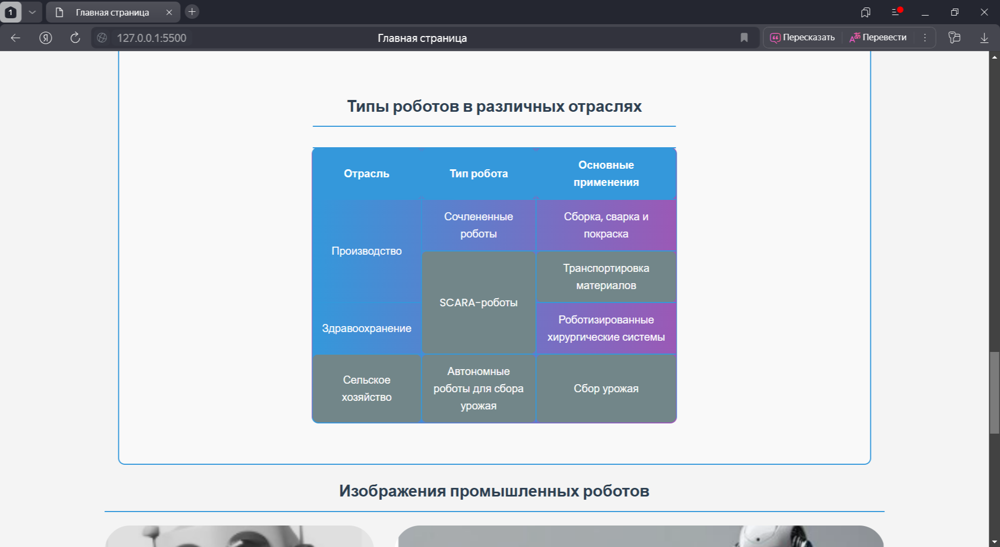 1
Главная страница
Я
127.0.0.1:5500
Главная страница
Пересказать
Перевести
Типы роботов в различных отраслях
Отрасль
Тип робота
Основные
применения
Производство
Сочлененные
роботы
Сборка, сварка и
покраска
SCARA-роботы
Транспортировка
материалов
Здравоохранение
Роботизированные
хирургические системы
Сельское
хозяйство
Автономные
роботы для сбора
урожая
Сбор урожая
Изображения промышленных роботов